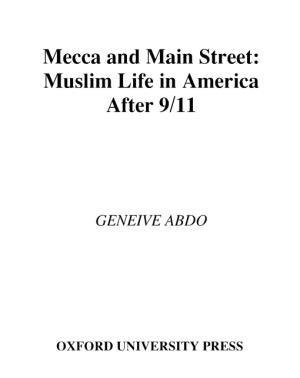 Mecca and Main Street:
Muslim Life in America
After 9/11
GENEIVE ABDO
OXFORD UNIVERSITY PRESS